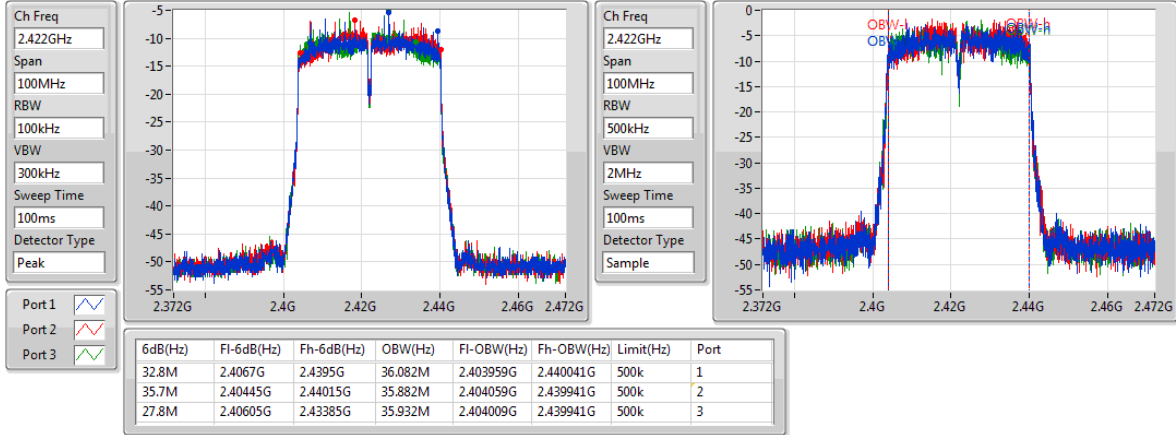 Ch Freq
2.422GHz
Span
100MHz
RBW
100kHz
VBW
300kHz
Sweep Time
100ms
Detector Type
Peak
Port 1
Port 2
Port 3
-5
-10
-15
-20
-25
-30
-35
-40
-45
-50
-55
2.372G 2.4G 2.42G 2.44G 2.46G 2.472G
Ch Freq
2.422GHz
Span
100MHz
RBW
500kHz
VBW
2MHz
Sweep Time
100ms
Detector Type
Sample
0
-5
-10
-15
-20
-25
-30
-35
-40
-45
-50
-55
2.372G 2.4G 2.42G 2.44G 2.46G 2.472G
6dB(Hz) Fl-6dB(Hz) Fh-6dB(Hz) OBW(Hz) Fl-OBW(Hz) Fh-OBW(Hz) Limit(Hz) Port
32.8M 2.4067G 2.4395G 36.082M 2.403959G 2.440041G 500k 1
35.7M 2.40445G 2.44015G 35.882M 2.404059G 2.439941G 500k 2
27.8M 2.40605G 2.43385G 35.932M 2.404009G 2.439941G 500k 3